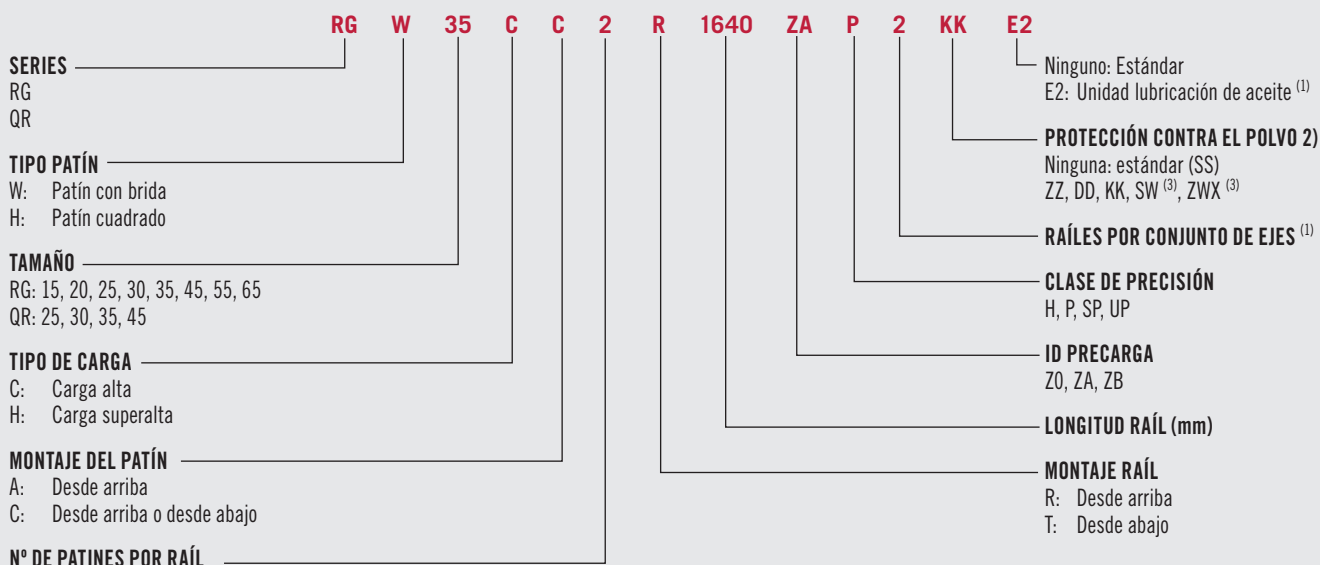 RG W 35 C C 2 R 1640 ZA P 2 KK E2
SERIES
RG
QR
TIPO PATÍN
W: Patín con brida
H: Patín cuadrado
TAMAÑO
RG: 15, 20, 25, 30, 35, 45, 55, 65
QR: 25, 30, 35, 45
TIPO DE CARGA
C: Carga alta
H: Carga superalta
MONTAJE DEL PATÍN
A: Desde arriba
C: Desde arriba o desde abajo
Nº DE PATINES POR RAÍL
Ninguno: Estándar
E2: Unidad lubricación de aceite (1)
PROTECCIÓN CONTRA EL POLVO 2)
Ninguna: estándar (SS)
ZZ, DD, KK, SW (3), ZWX (3)
RAÍLES POR CONJUNTO DE EJES (1)
CLASE DE PRECISIÓN
H, P, SP, UP
ID PRECARGA
Z0, ZA, ZB
LONGITUD RAÍL (mm)
MONTAJE RAÍL
R: Desde arriba
T: Desde abajo